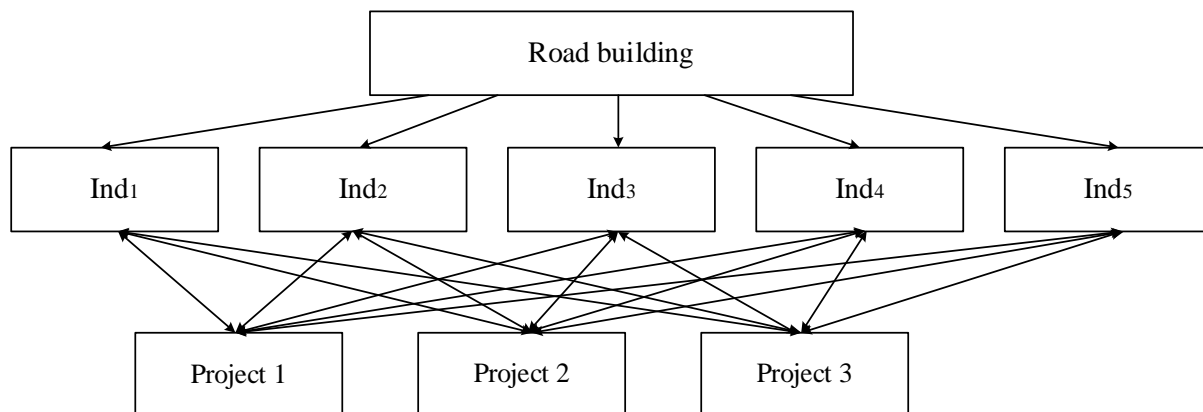 Road building
Ind1
Ind2
Ind3
Ind4
Ind5
Project 1
Project 2
Project 3